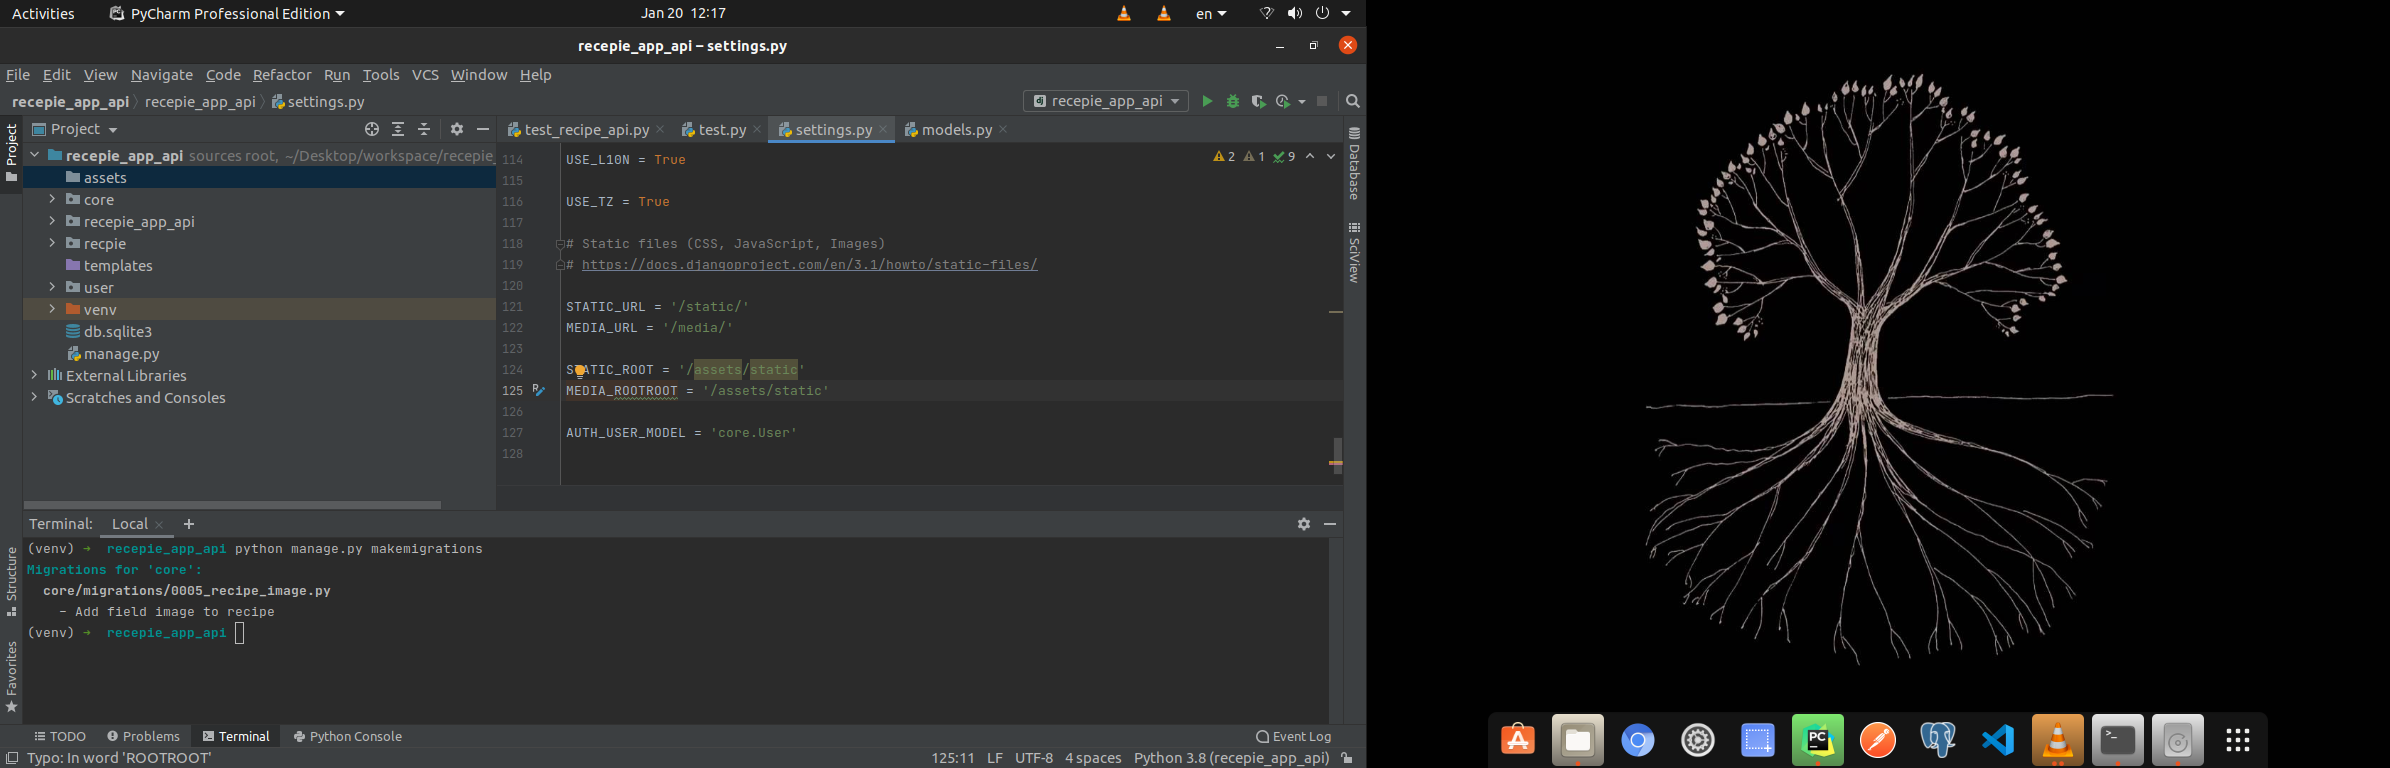 Activities PyCharm Professional Edition Jan 20 12:17 en
recepie_app_api – settings.py
File Edit View Navigate Code Refactor Run Tools VCS Window Help
recepie_app_api recepie_app_api settings.py recepie_app_api
Project
Project
test_recipe_api.py test.py settings.py models.py
recepie_app_api sources root, ~/Desktop/workspace/recepie_
assets
core
recepie_app_api
recpie
templates
user
venv
db.sqlite3
manage.py
External Libraries
Scratches and Consoles
2 1 9
114 USE_L10N = True
115
116 USE_TZ = True
117
118 # Static files (CSS, JavaScript, Images)
119 # https://docs.djangoproject.com/en/3.1/howto/static-files/
120
121 STATIC_URL = '/static/'
122 MEDIA_URL = '/media/'
123
124 STATIC_ROOT = '/assets/static'
125 MEDIA_ROOTROOT = '/assets/static'
126
127 AUTH_USER_MODEL = 'core.User'
128
Database
SciView
Terminal: Local +
(venv) → recepie_app_api python manage.py makemigrations
Migrations for 'core':
core/migrations/0005_recipe_image.py
- Add field image to recipe
(venv) → recepie_app_api
Structure
Favorites
TODO Problems Terminal Python Console Event Log
Typo: In word 'ROOTROOT' 125:11 LF UTF-8 4 spaces Python 3.8 (recepie_app_api)
PC
>_